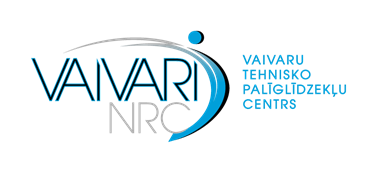 VAIVARI
NRC
VAIVARU
TEHNISKO
PALĪGLĪDZEKĻU
CENTRS